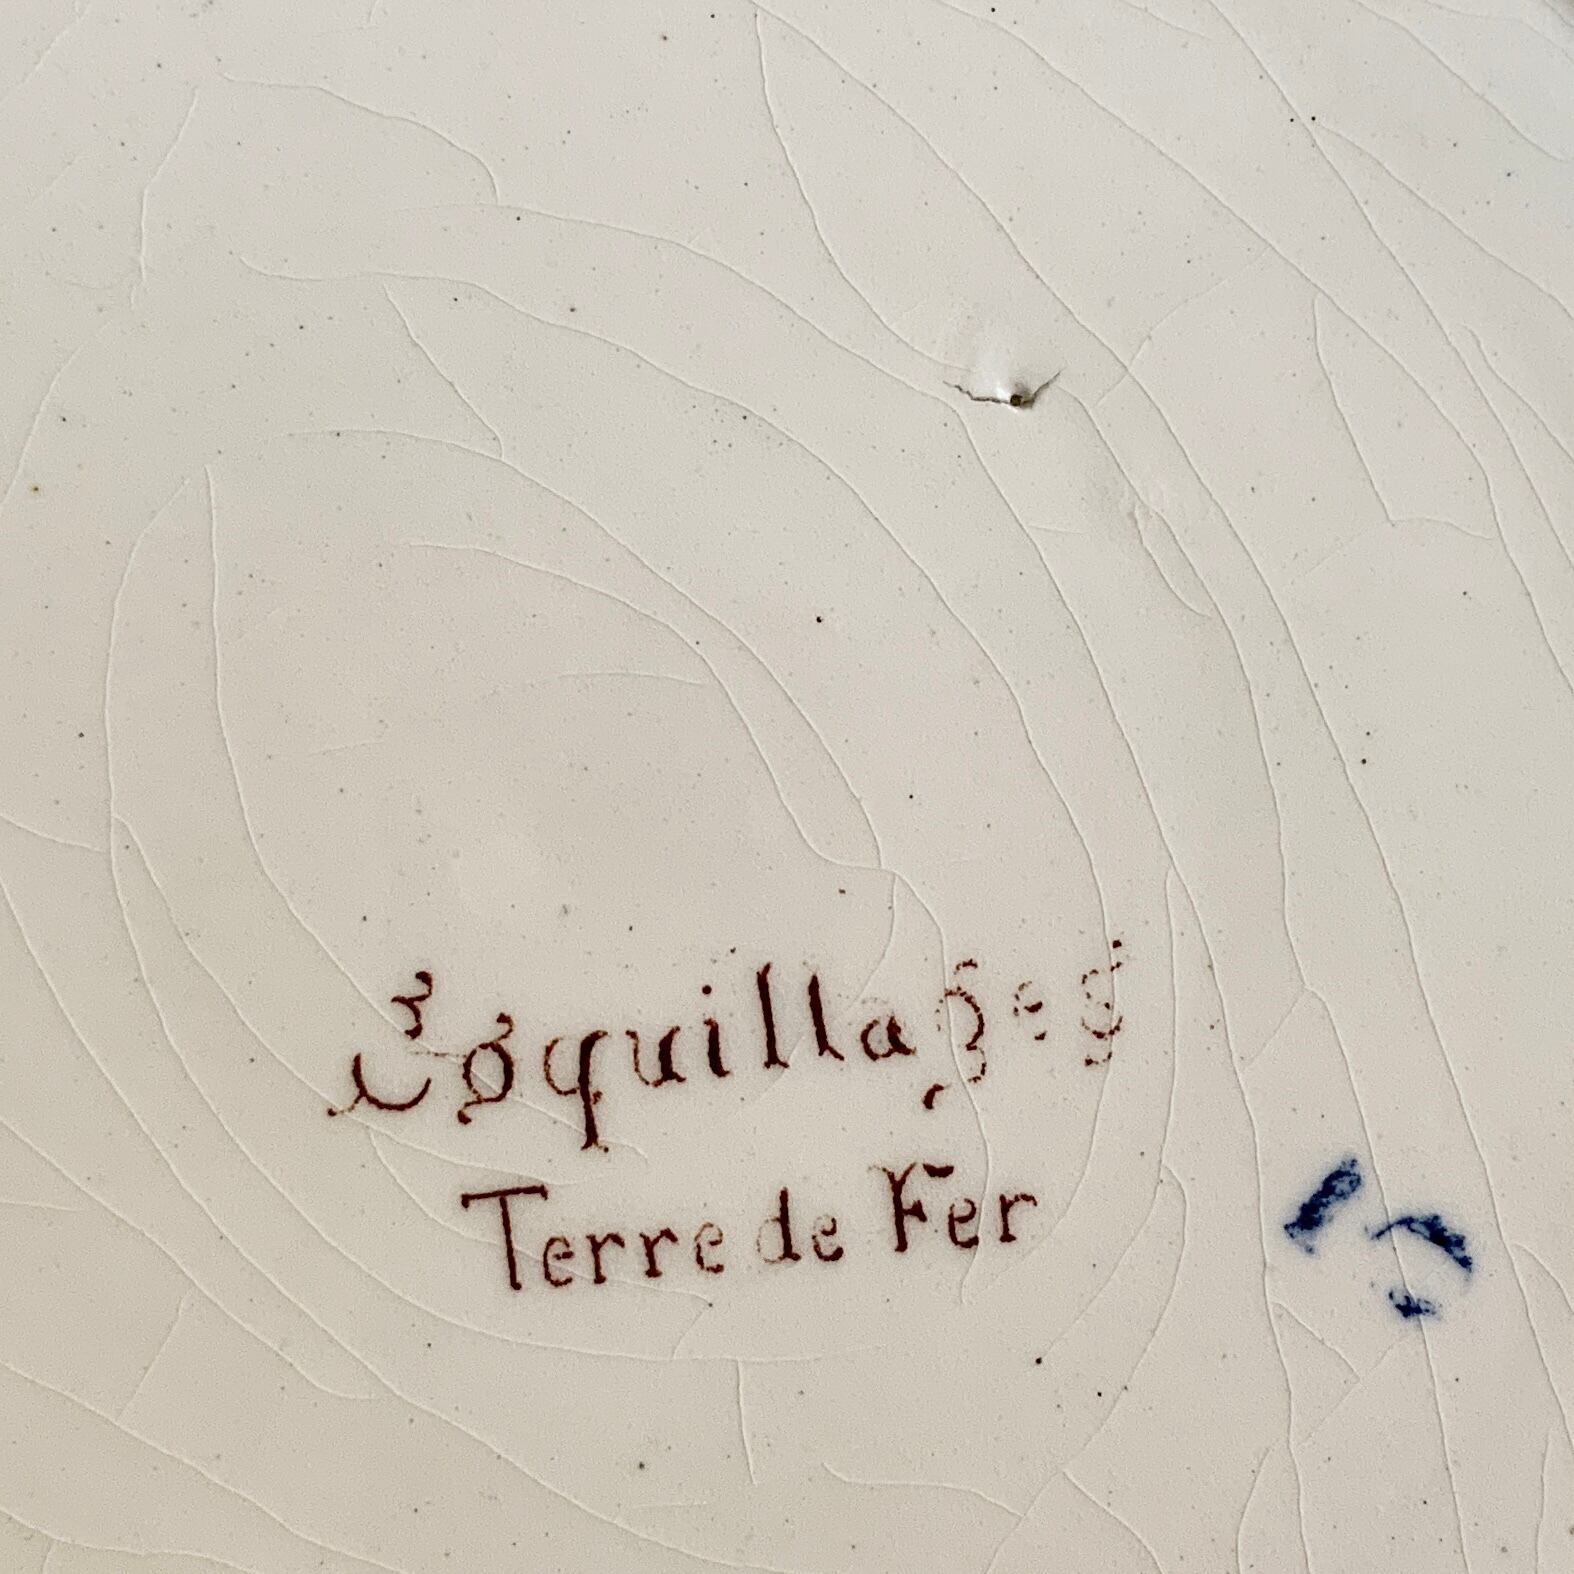 Coquillages
Terre de Fer